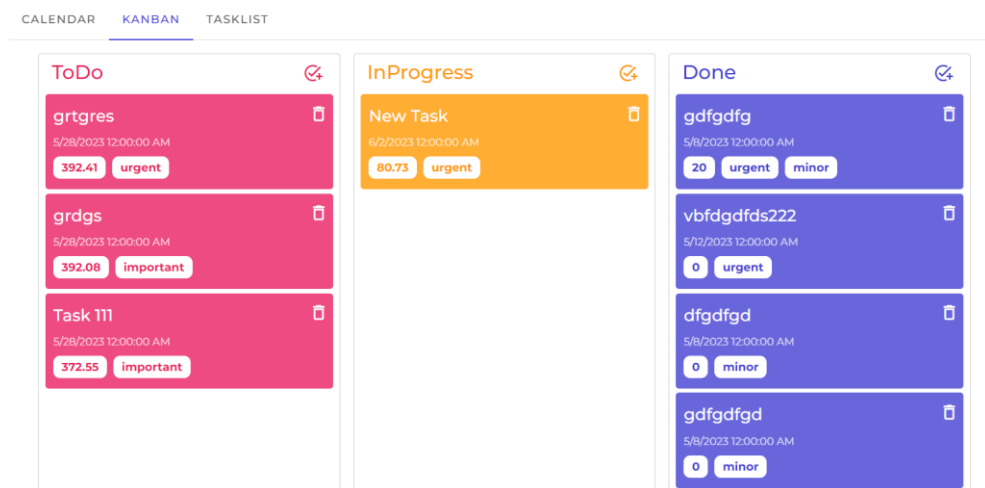 CALENDAR KANBAN TASKLIST
ToDo
grtgres
5/28/2023 12:00:00 AM
392.41 urgent
grdgs
5/28/2023 12:00:00 AM
392.08 important
Task 111
5/28/2023 12:00:00 AM
372.55 important
InProgress
New Task
6/2/2023 12:00:00 AM
80.73 urgent
Done
gdfgdfg
5/8/2023 12:00:00 AM
20 urgent minor
vbfdgdfds222
5/12/2023 12:00:00 AM
0 urgent
dfgdfgd
5/8/2023 12:00:00 AM
0 minor
gdfgdfgd
5/8/2023 12:00:00 AM
0 minor